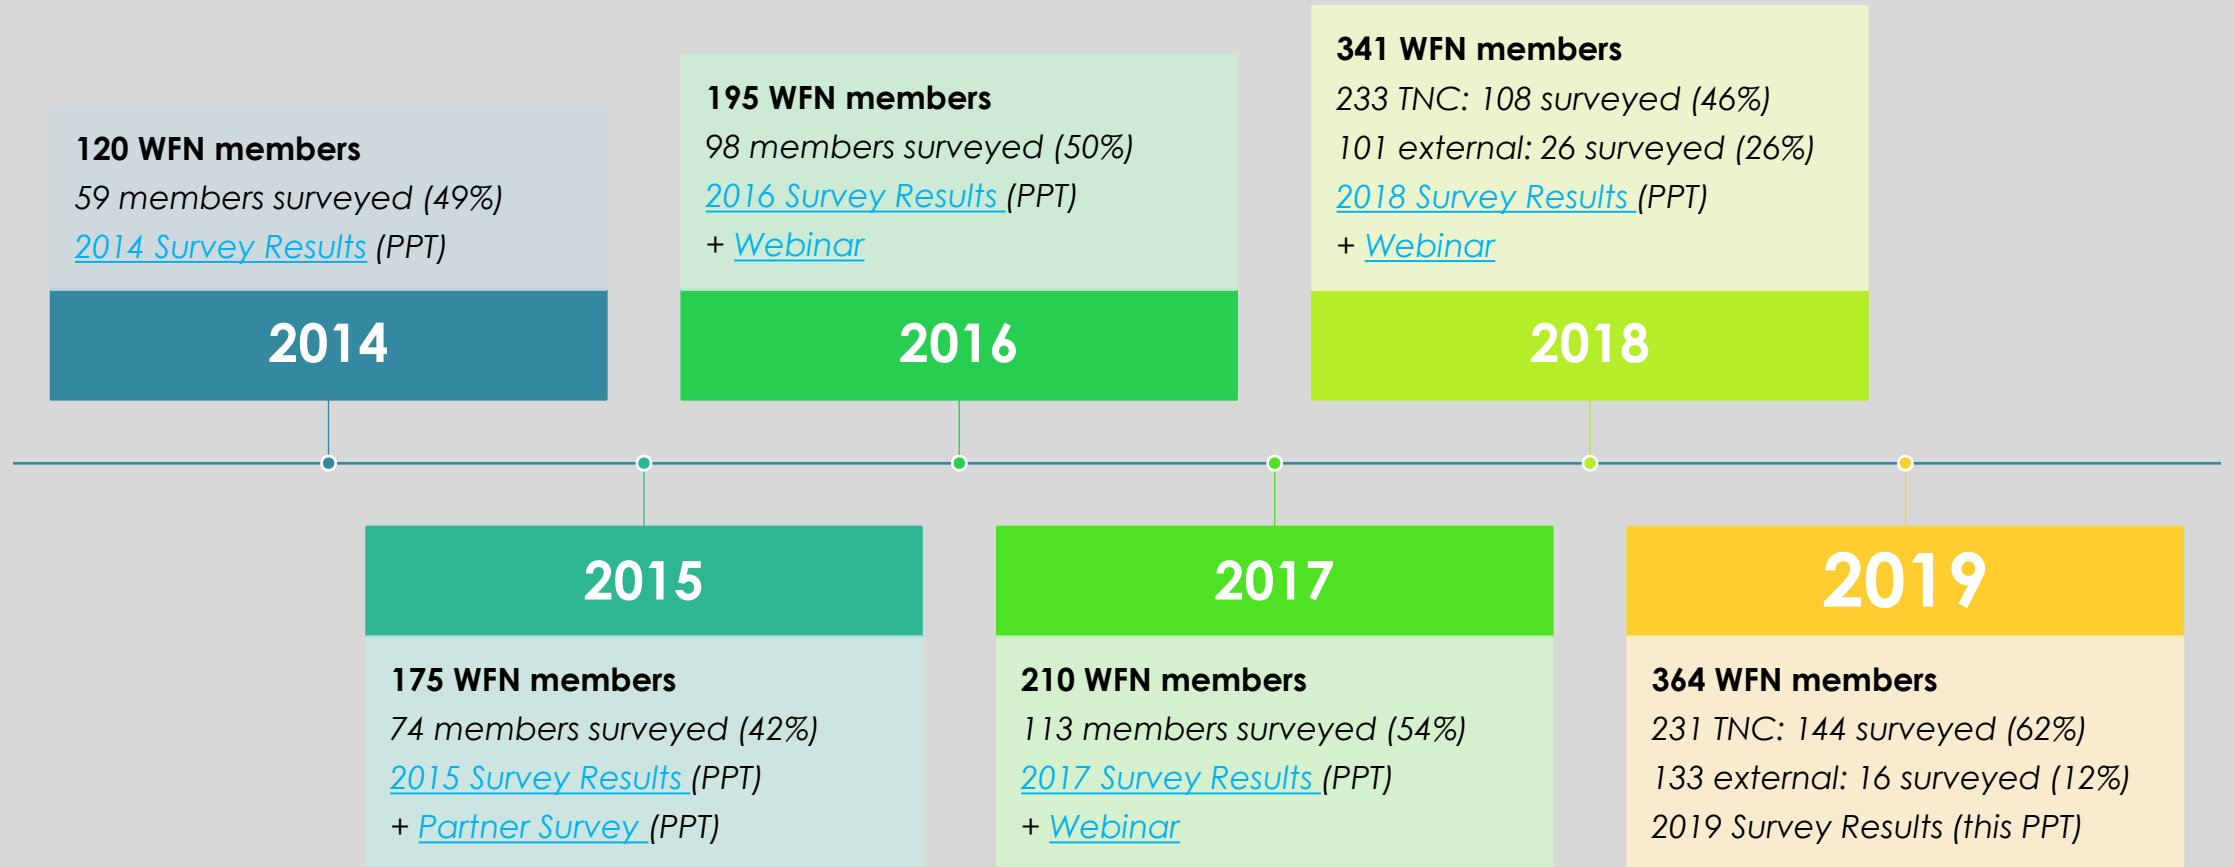 120 WFN members
59 members surveyed (49%)
2014 Survey Results (PPT)
2014
2015
175 WFN members
74 members surveyed (42%)
2015 Survey Results (PPT)
+ Partner Survey (PPT)
195 WFN members
98 members surveyed (50%)
2016 Survey Results (PPT)
+ Webinar
2016
2017
210 WFN members
113 members surveyed (54%)
2017 Survey Results (PPT)
+ Webinar
341 WFN members
233 TNC: 108 surveyed (46%)
101 external: 26 surveyed (26%)
2018 Survey Results (PPT)
+ Webinar
2018
2019
364 WFN members
231 TNC: 144 surveyed (62%)
133 external: 16 surveyed (12%)
2019 Survey Results (this PPT)